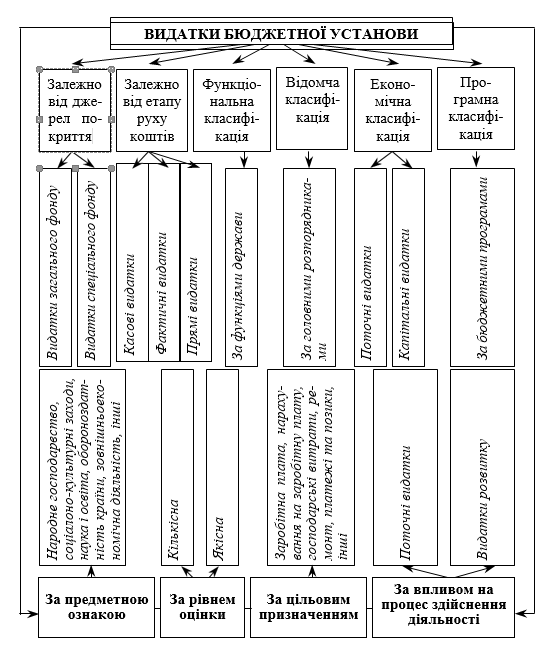 ВИДАТКИ БЮДЖЕТНОЇ УСТАНОВИ
Залежно
від дже-
рел по-
криття
Залежно
від етапу
руху
коштів
Функціо-
нальна
класифі-
кація
Відомча
класифі-
кація
Еконо-
мічна
класифі-
кація
Про-
грамна
класифі-
кація
Видатки загального фонду
Видатки спеціального фонду
Касові видатки
Фактичні видатки
Прямі видатки
За функціями держави
За головними розпорядника-
ми
Поточні видатки
Капітальні видатки
За бюджетними програмами
Народне господарвство,
соціалоно-культурні заходи,
наука і освіта, обороноздат-
ність країни, зовнішньоеко-
номічна діяльність, інші
Кількісна
Якісна
Заробітна плата, нараху-
вання на заробітну плату,
господарські витрати, ре-
монт, платежі та позики,
інші
Поточні видатки
Видатки розвитку
За предметною
ознакою
За рівнем
оцінки
За цільовим
призначенням
За впливом на
процес здійснення
діяльності